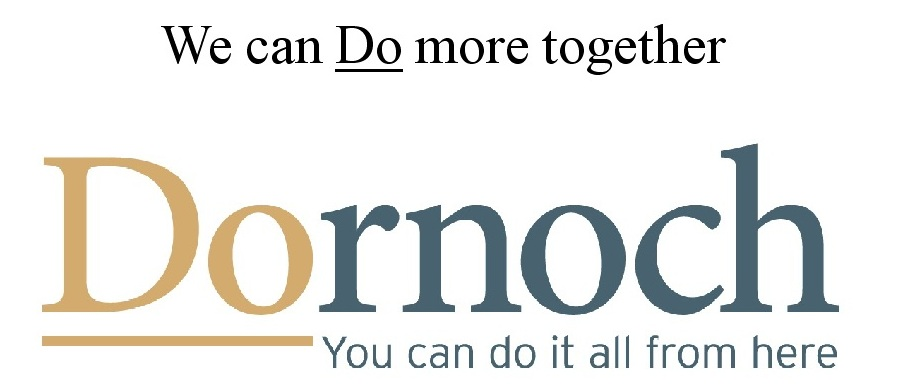 We can Do more together
Dornoch
You can do it all from here